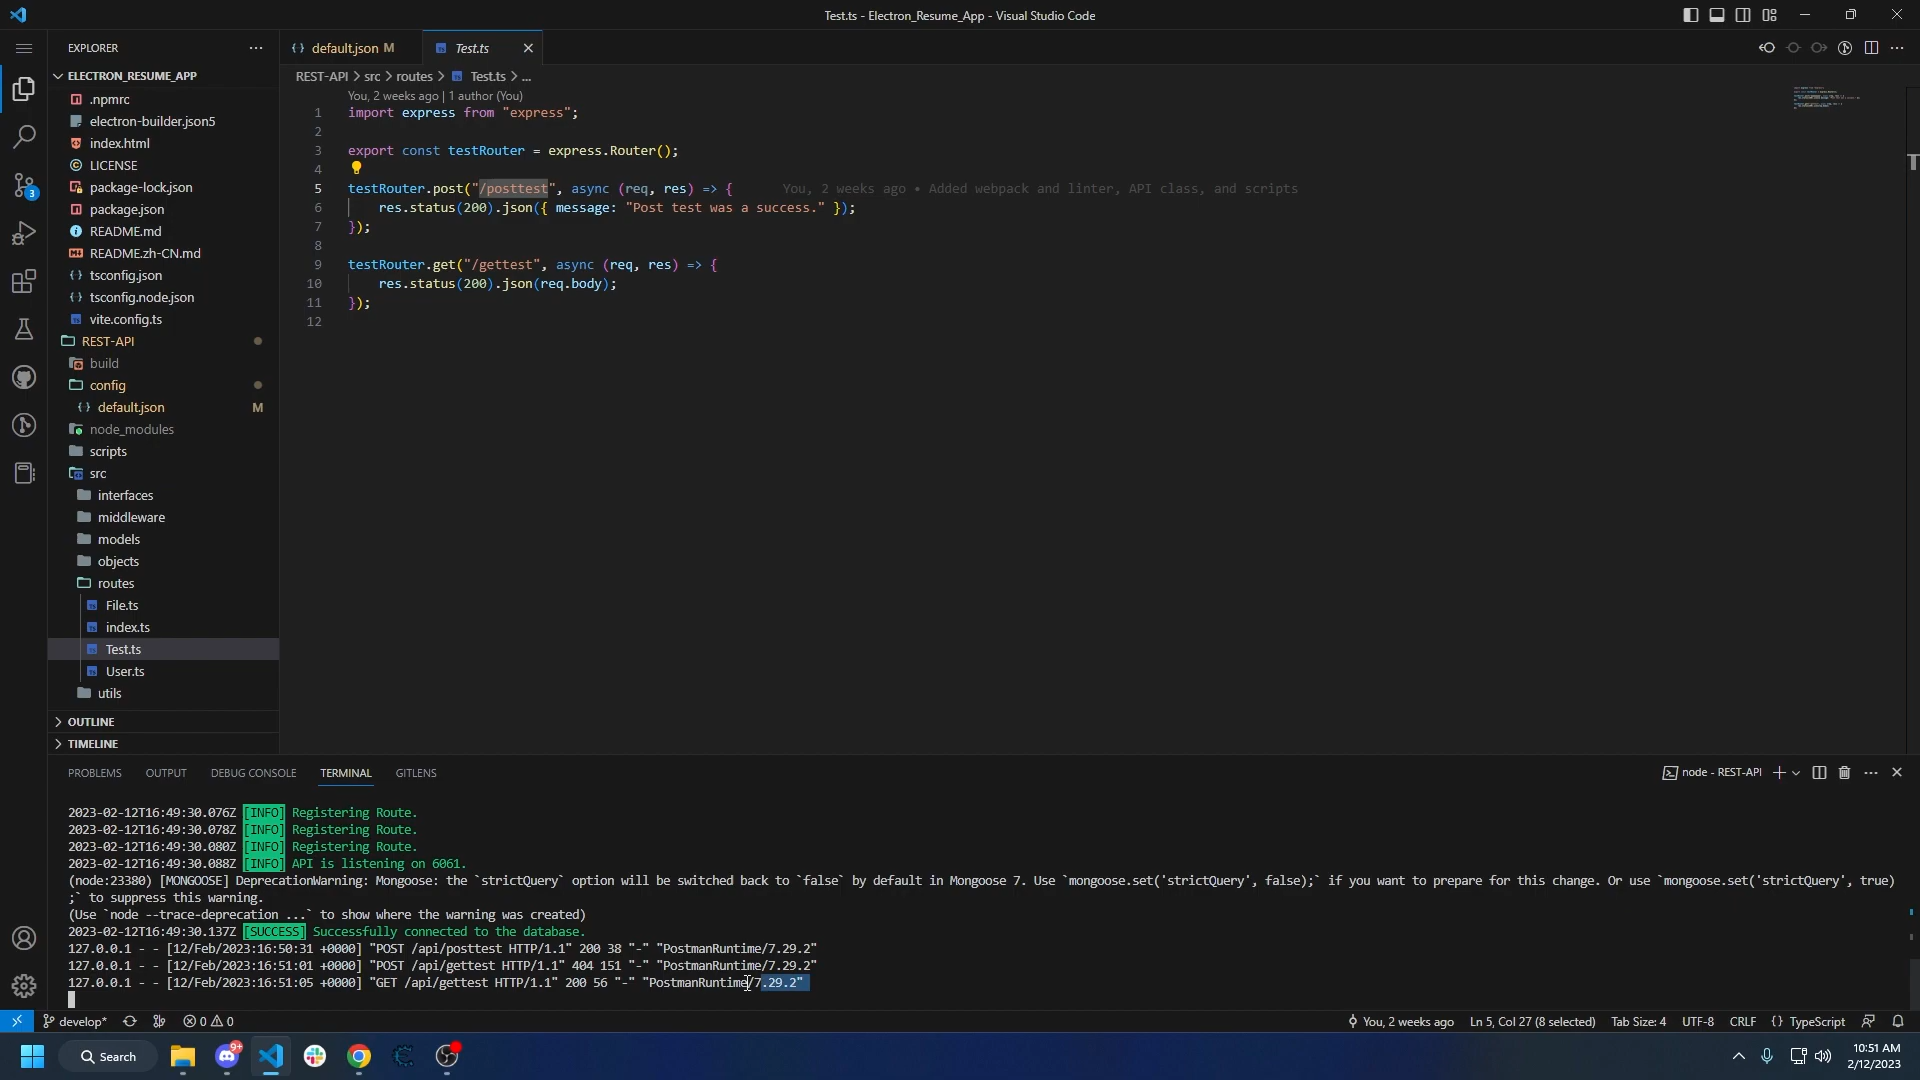 Test.ts - Electron_Resume_App - Visual Studio Code
EXPLORER
ELECTRON_RESUME_APP
.npmrc
electron-builder.json5
index.html
LICENSE
package-lock.json
package.json
README.md
README.zh-CN.md
tsconfig.json
tsconfig.node.json
vite.config.ts
REST-API
build
config
default.json M
node_modules
scripts
src
interfaces
middleware
models
objects
routes
File.ts
index.ts
Test.ts
User.ts
utils
OUTLINE
TIMELINE
3
default.json M
Test.ts
REST-API > src > routes > Test.ts > ...
You, 2 weeks ago | 1 author (You)
1 import express from "express";
2
3 export const testRouter = express.Router();
4
5 testRouter.post("/posttest", async (req, res) => { You, 2 weeks ago • Added webpack and linter, API class, and scripts
6 res.status(200).json({ message: "Post test was a success." });
7 });
8
9 testRouter.get("/gettest", async (req, res) => {
10 res.status(200).json(req.body);
11 });
12
PROBLEMS OUTPUT DEBUG CONSOLE TERMINAL GITLENS
node - REST-API
2023-02-12T16:49:30.076Z [INFO] Registering Route.
2023-02-12T16:49:30.078Z [INFO] Registering Route.
2023-02-12T16:49:30.080Z [INFO] Registering Route.
2023-02-12T16:49:30.088Z [INFO] API is listening on 6061.
(node:23380) [MONGOOSE] DeprecationWarning: Mongoose: the `strictQuery` option will be switched back to `false` by default in Mongoose 7. Use `mongoose.set('strictQuery', false);` if you want to prepare for this change. Or use `mongoose.set('strictQuery', true)
;` to suppress this warning.
(Use `node --trace-deprecation ...` to show where the warning was created)
2023-02-12T16:49:30.137Z [SUCCESS] Successfully connected to the database.
127.0.0.1 - - [12/Feb/2023:16:50:31 +0000] "POST /api/posttest HTTP/1.1" 200 38 "-" "PostmanRuntime/7.29.2"
127.0.0.1 - - [12/Feb/2023:16:51:01 +0000] "POST /api/gettest HTTP/1.1" 404 151 "-" "PostmanRuntime/7.29.2"
127.0.0.1 - - [12/Feb/2023:16:51:05 +0000] "GET /api/gettest HTTP/1.1" 200 56 "-" "PostmanRuntime/7.29.2"
develop* 0 0 You, 2 weeks ago Ln 5, Col 27 (8 selected) Tab Size: 4 UTF-8 CRLF {} TypeScript
Search 9+ 10:51 AM
2/12/2023